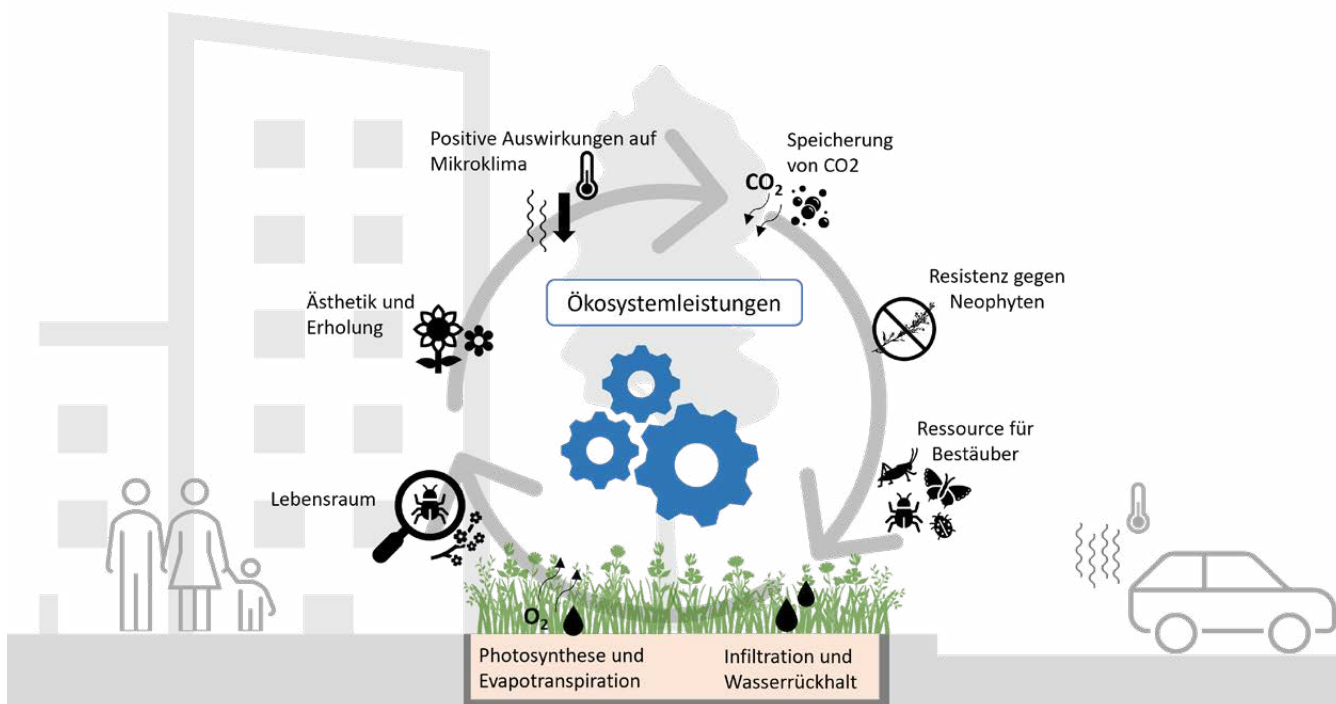 Positive Auswirkungen auf
Mikroklima
Speicherung
von CO2
CO₂
Resistenz gegen
Neophyten
Ökosystemleistungen
Ästhetik und
Erholung
Ressource für
Bestäuber
Lebensraum
O₂
Photosynthese und
Evapotranspiration
Infiltration und
Wasserrückhalt